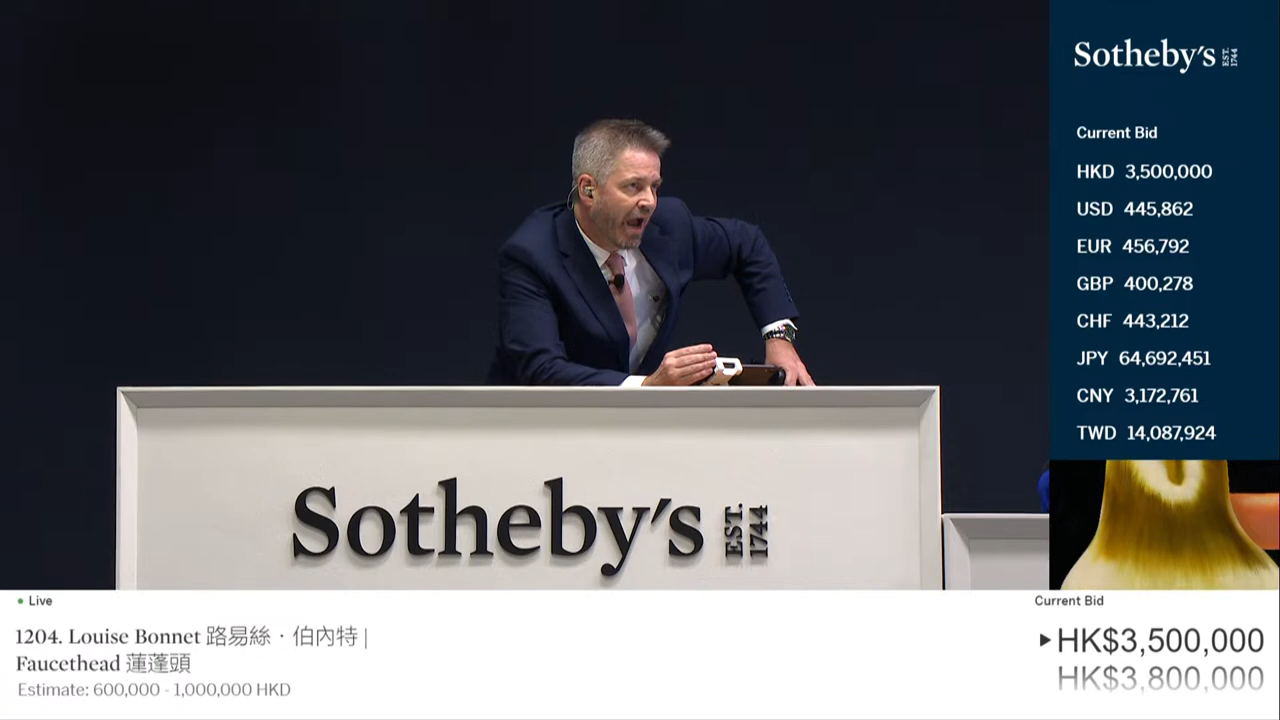 Sotheby's EST. 1744
Current Bid
HKD 3,500,000
USD 445,862
EUR 456,792
GBP 400,278
CHF 443,212
JPY 64,692,451
CNY 3,172,761
TWD 14,087,924
Sotheby's EST. 1744
Live
1204. Louise Bonnet 路易絲．伯內特 |
Faucethead 蓮蓬頭
Estimate: 600,000 - 1,000,000 HKD
Current Bid
HK$3,500,000
HK$3,800,000